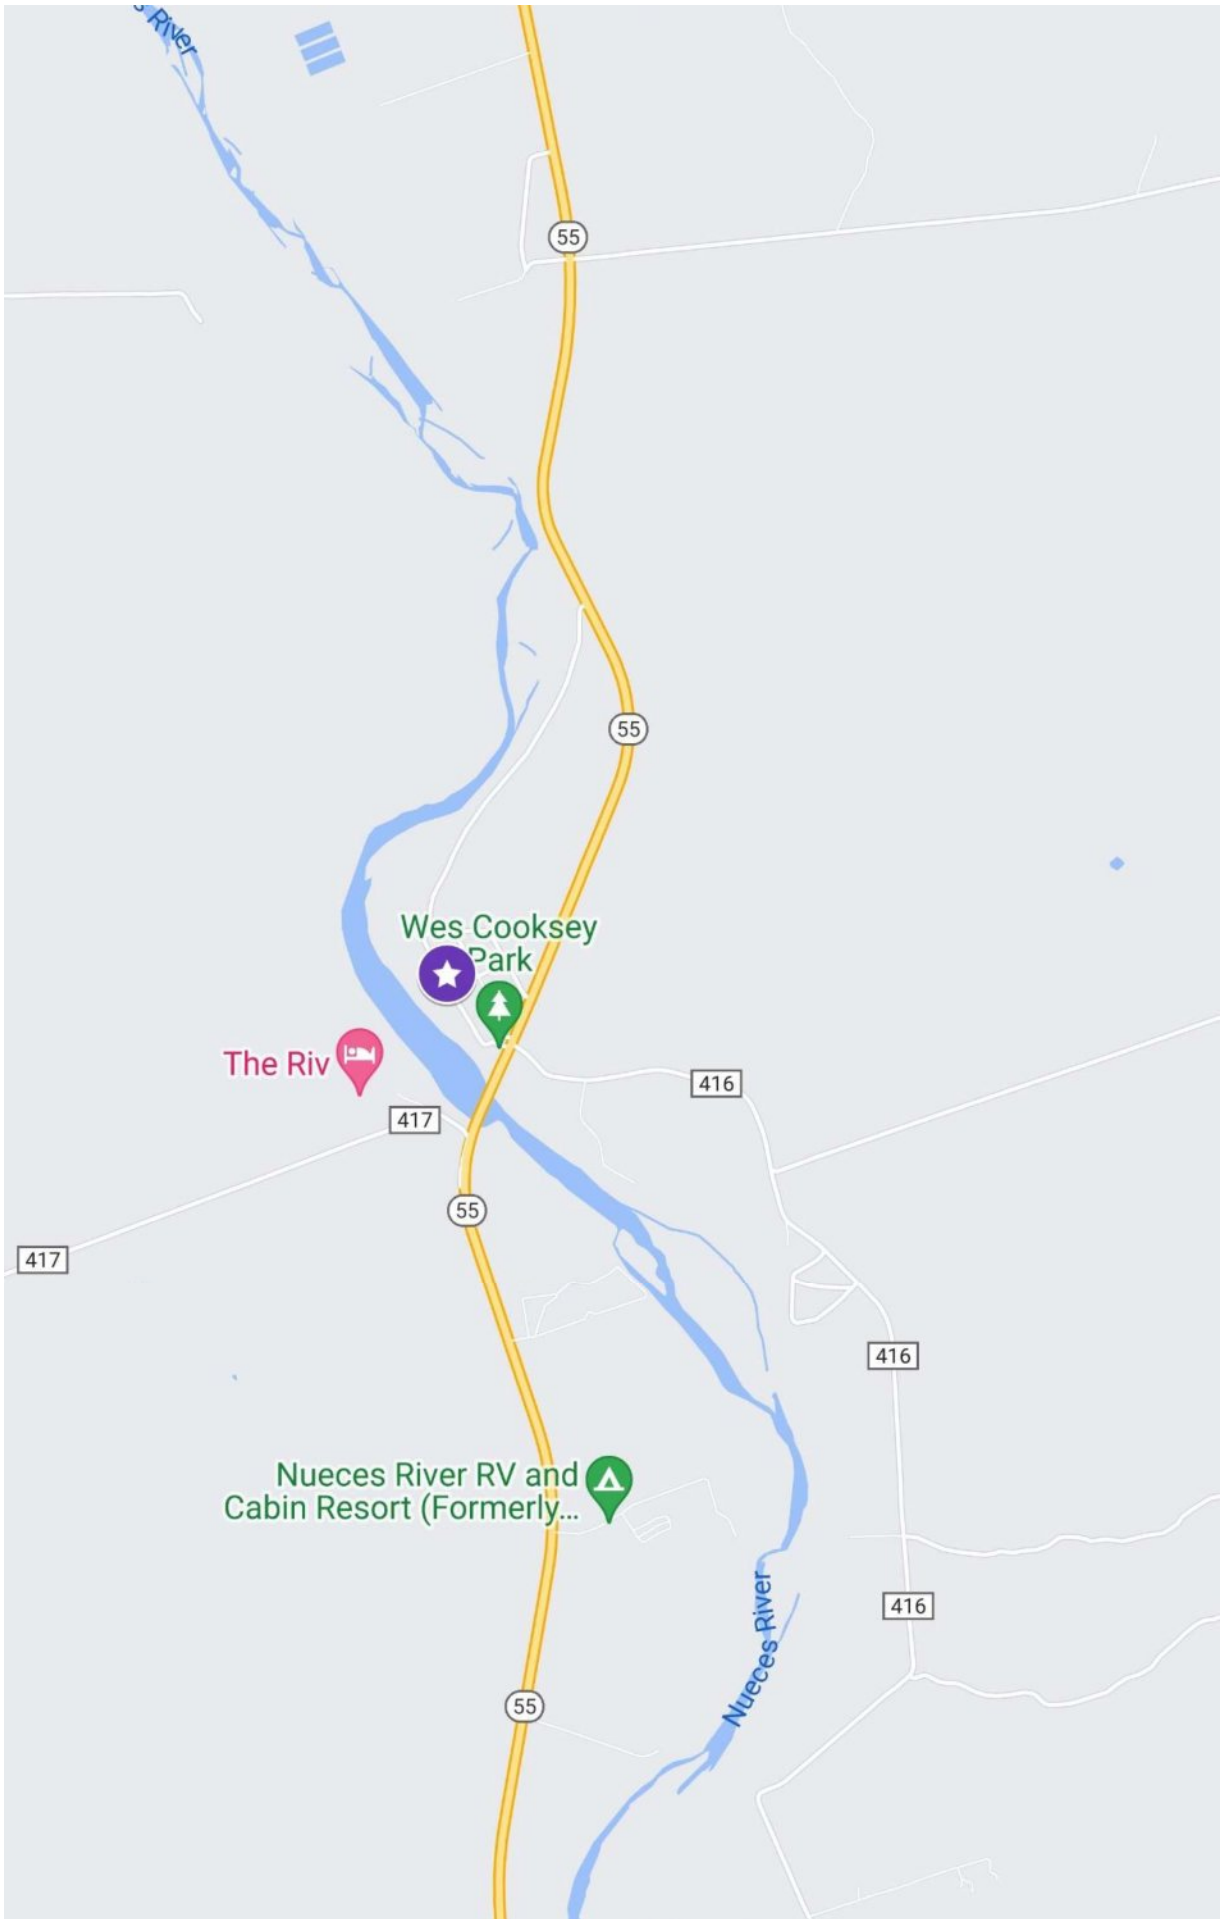 s River
55
55
Wes Cooksey
Park
The Riv
416
417
55
417
416
Nueces River RV and
Cabin Resort (Formerly...
416
Nueces River
55